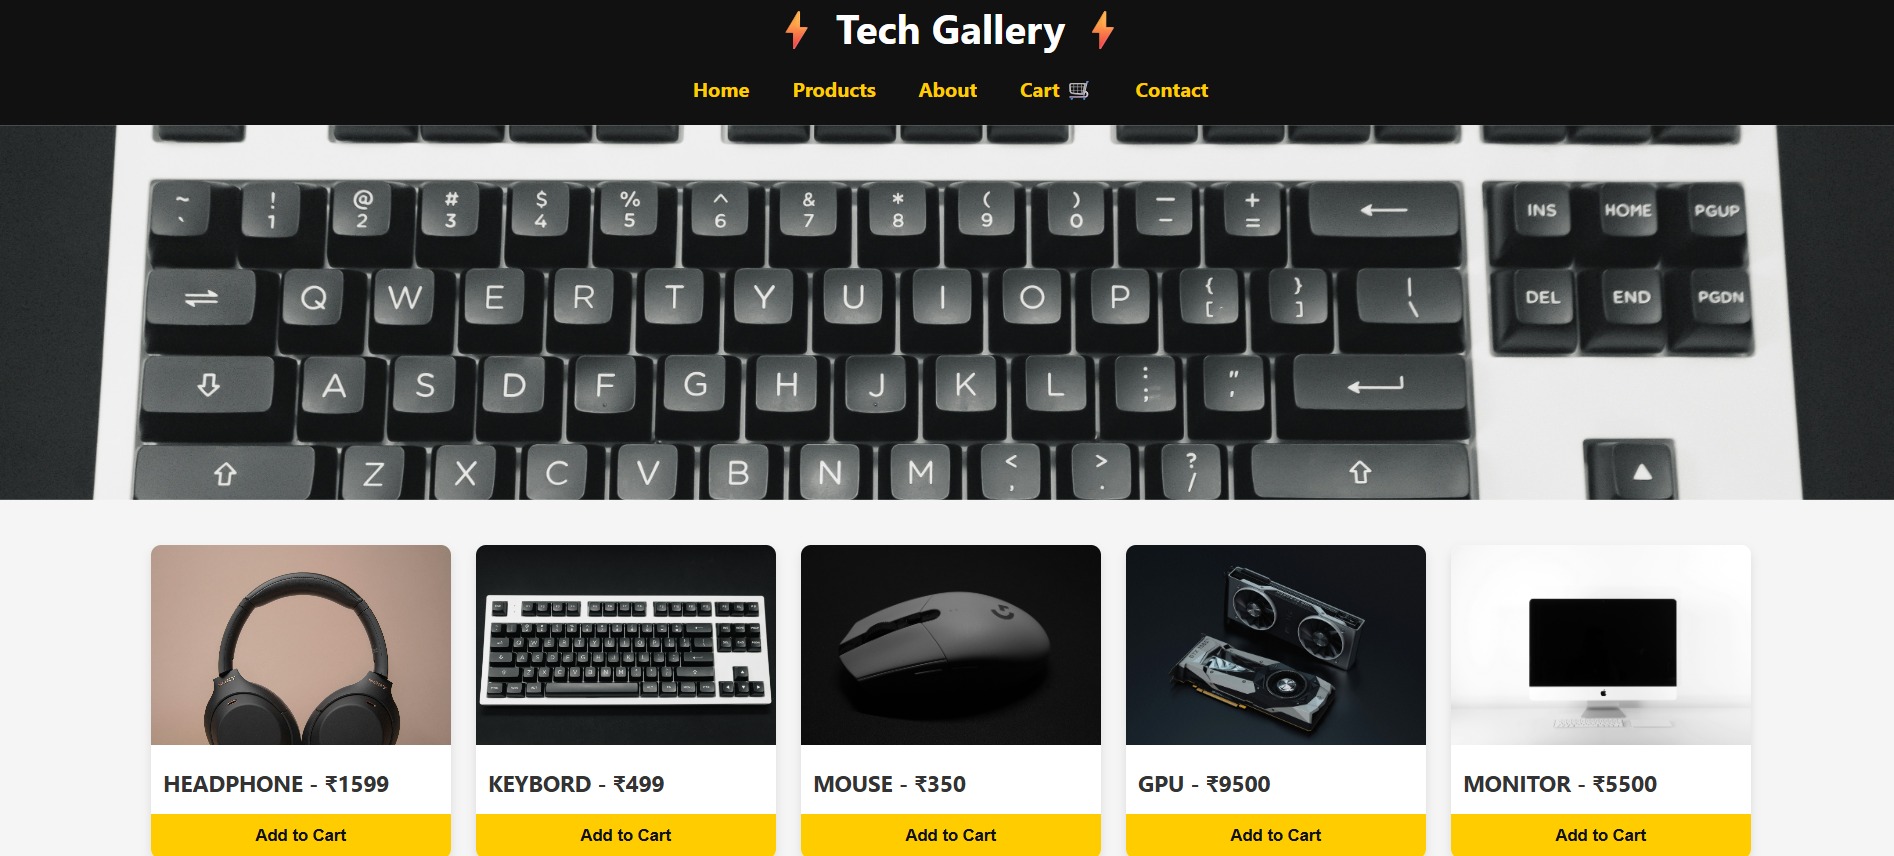 ⚡ Tech Gallery ⚡
Home Products About Cart 🛒 Contact
~ ! @ # $ % ^ & * ( ) — +
` 1 2 3 4 5 6 7 8 9 0 – = ← INS HOME PGUP
⇌ Q W E R T Y U I O P { [ } ] | \ DEL END PGDN
⇩ A S D F G H J K L : ; " ' ↵
⇧ Z X C V B N M < , > . ? / ⇧ ▲
HEADPHONE - ₹1599 KEYBORD - ₹499 MOUSE - ₹350 GPU - ₹9500 MONITOR - ₹5500
Add to Cart Add to Cart Add to Cart Add to Cart Add to Cart